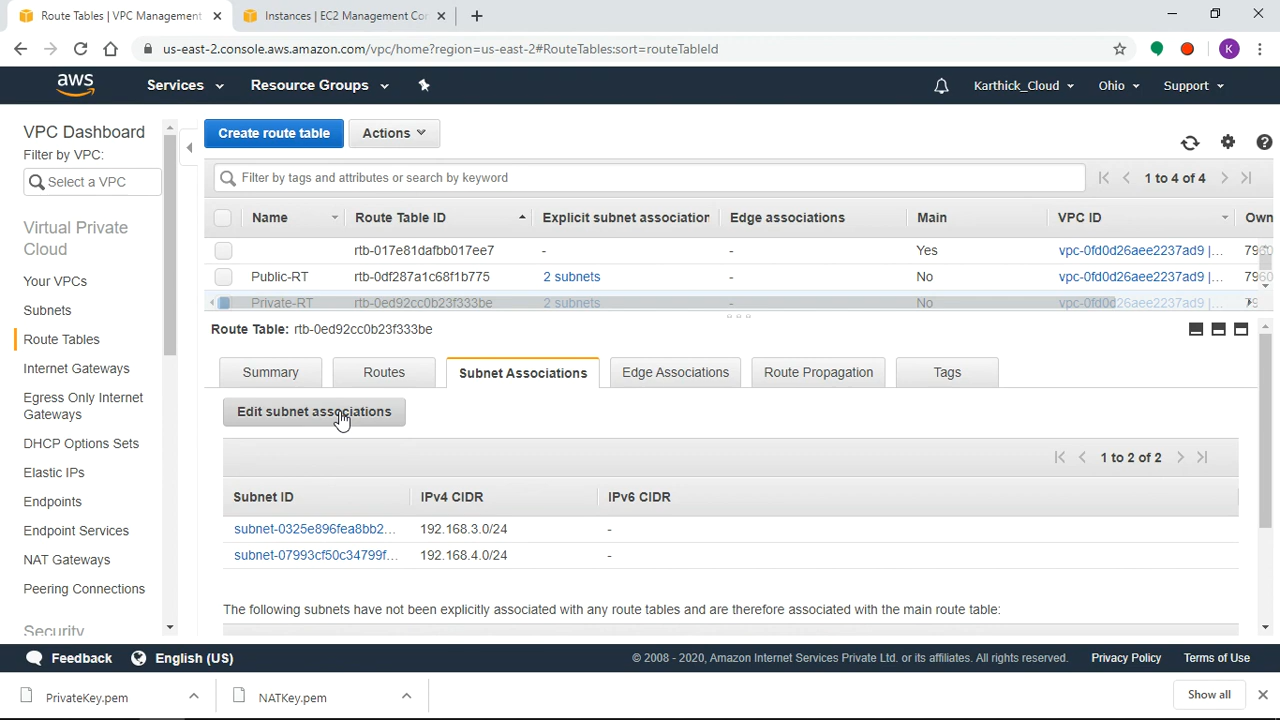 Route Tables | VPC Management
Instances | EC2 Management Con
us-east-2.console.aws.amazon.com/vpc/home?region=us-east-2#RouteTables:sort=routeTableId
K
aws
Services
Resource Groups
Karthick_Cloud
Ohio
Support
VPC Dashboard
Filter by VPC:
Select a VPC
Virtual Private
Cloud
Your VPCs
Subnets
Route Tables
Internet Gateways
Egress Only Internet
Gateways
DHCP Options Sets
Elastic IPs
Endpoints
Endpoint Services
NAT Gateways
Peering Connections
Security
Create route table
Actions
Filter by tags and attributes or search by keyword
1 to 4 of 4
Name Route Table ID Explicit subnet association Edge associations Main VPC ID Own
rtb-017e81dafbb017ee7 - - Yes vpc-0fd0d26aee2237ad9 |... 7960
Public-RT rtb-0df287a1c68f1b775 2 subnets - No vpc-0fd0d26aee2237ad9 |... 7960
Private-RT rtb-0ed92cc0b23f333be 2 subnets - No vpc-0fd0d26aee2237ad9 |...
Route Table: rtb-0ed92cc0b23f333be
Summary
Routes
Subnet Associations
Edge Associations
Route Propagation
Tags
Edit subnet associations
1 to 2 of 2
Subnet ID IPv4 CIDR IPv6 CIDR
subnet-0325e896fea8bb2... 192.168.3.0/24 -
subnet-07993cf50c34799f... 192.168.4.0/24 -
The following subnets have not been explicitly associated with any route tables and are therefore associated with the main route table:
Feedback
English (US)
© 2008 - 2020, Amazon Internet Services Private Ltd. or its affiliates. All rights reserved.
Privacy Policy
Terms of Use
PrivateKey.pem
NATKey.pem
Show all